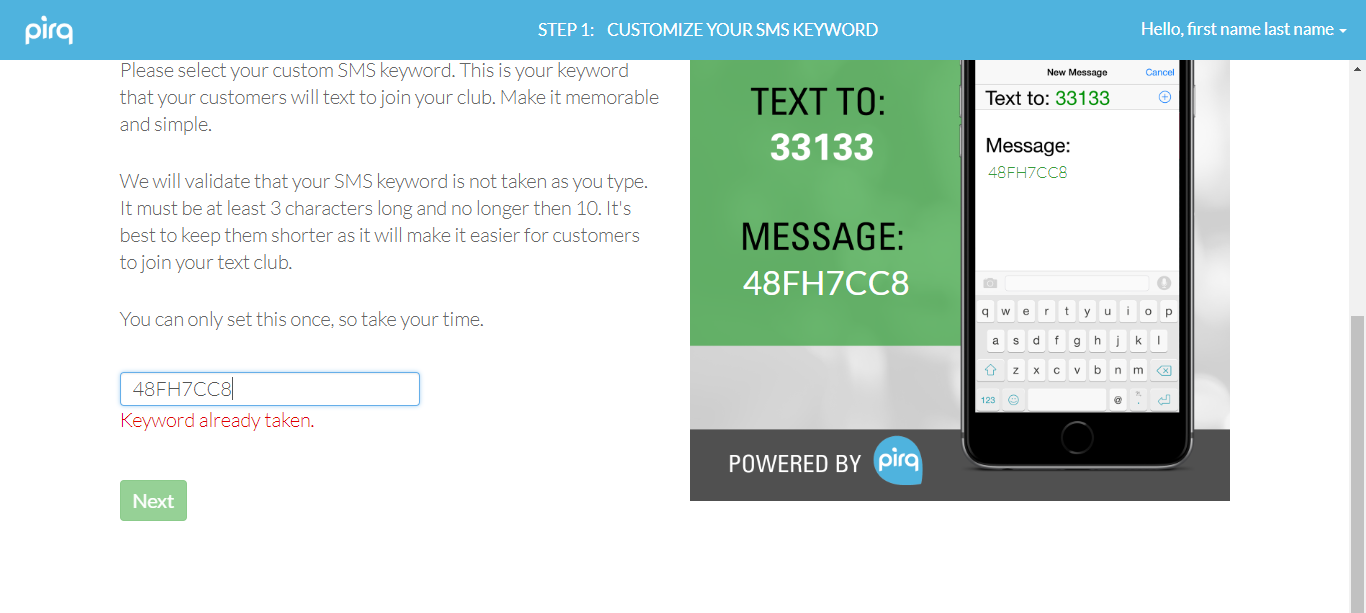 pirq
STEP 1: CUSTOMIZE YOUR SMS KEYWORD
Hello, first name last name
Please select your custom SMS keyword. This is your keyword
that your customers will text to join your club. Make it memorable
and simple.
We will validate that your SMS keyword is not taken as you type.
It must be at least 3 characters long and no longer then 10. It's
best to keep them shorter as it will make it easier for customers
to join your text club.
You can only set this once, so take your time.
48FH7CC8
Keyword already taken.
Next
TEXT TO:
33133
MESSAGE:
48FH7CC8
POWERED BY pirq
New Message Cancel
Text to: 33133
Message:
48FH7CC8
q w e r t y u i o p
a s d f g h j k l
z x c v b n m
123 @